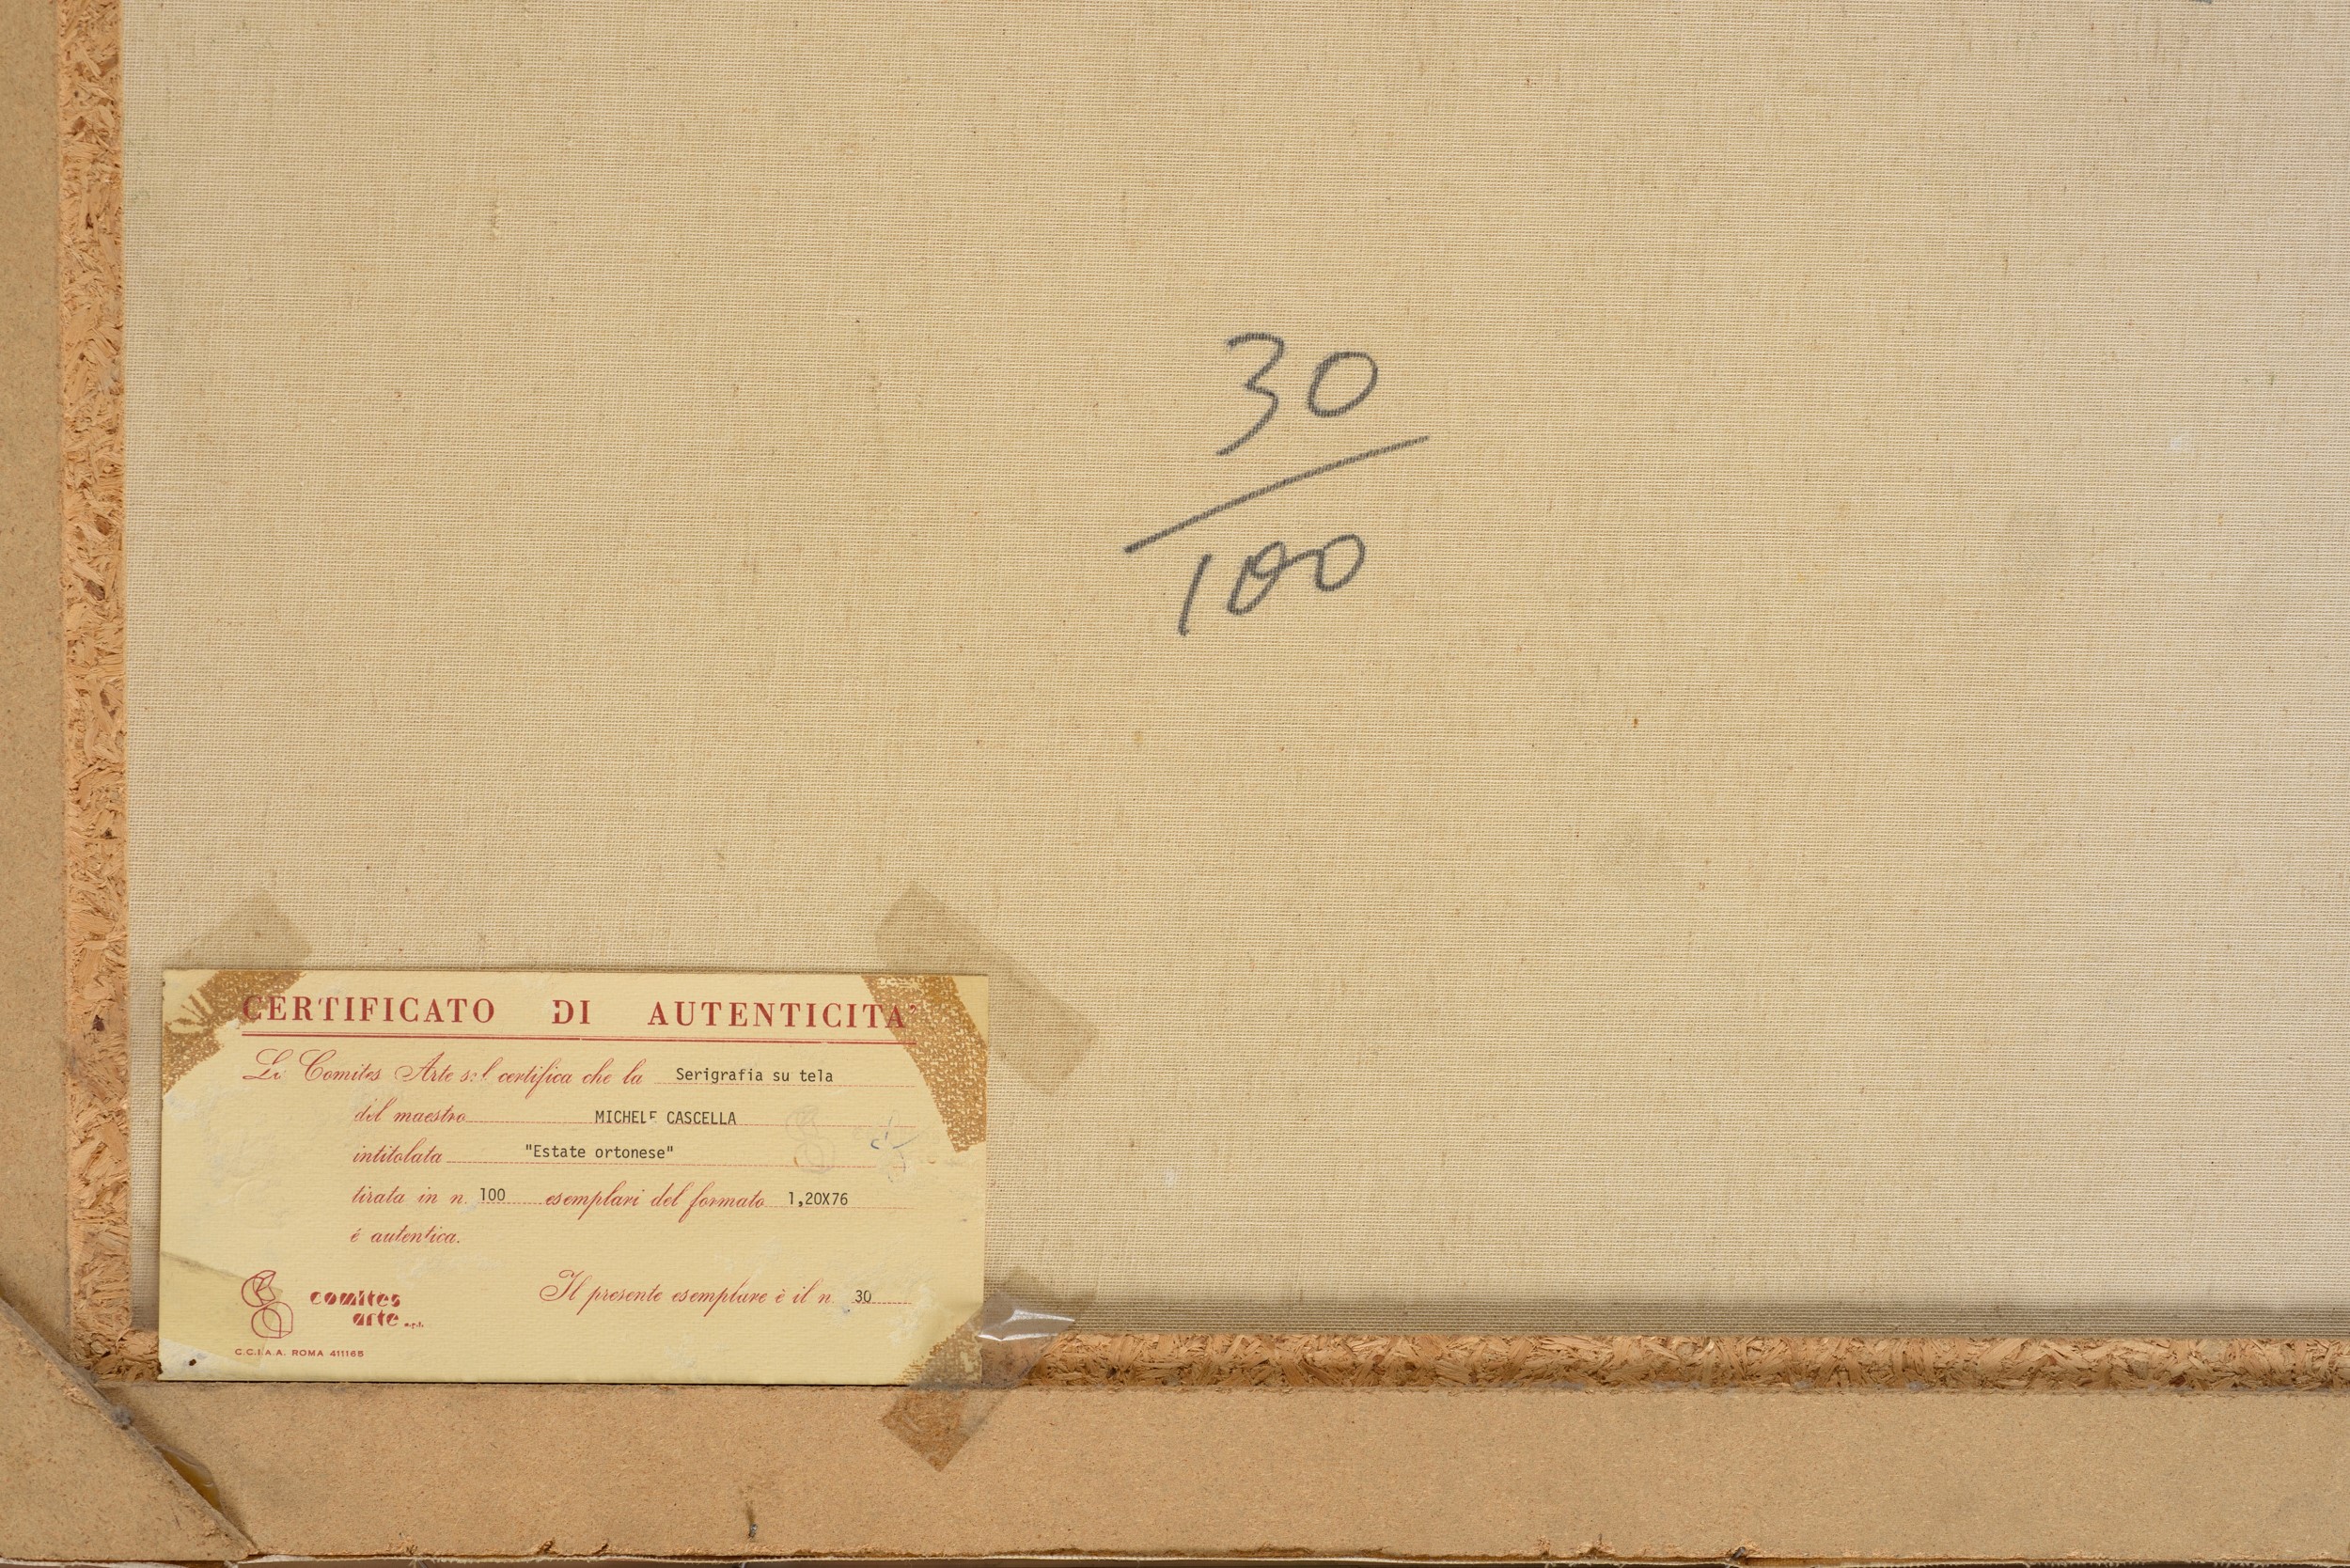 30
100
CERTIFICATO DI AUTENTICITA'
La Comites Arte s.r.l certifica che la Serigrafia su tela
del maestro MICHELE CASCELLA
intitolata "Estate ortonese"
tirata in n. 100 esemplari del formato 1,20X76
é autentica.
Il presente esemplare è il n. 30
comites
arte s.r.l.
C.C.I.A.A. ROMA 411165